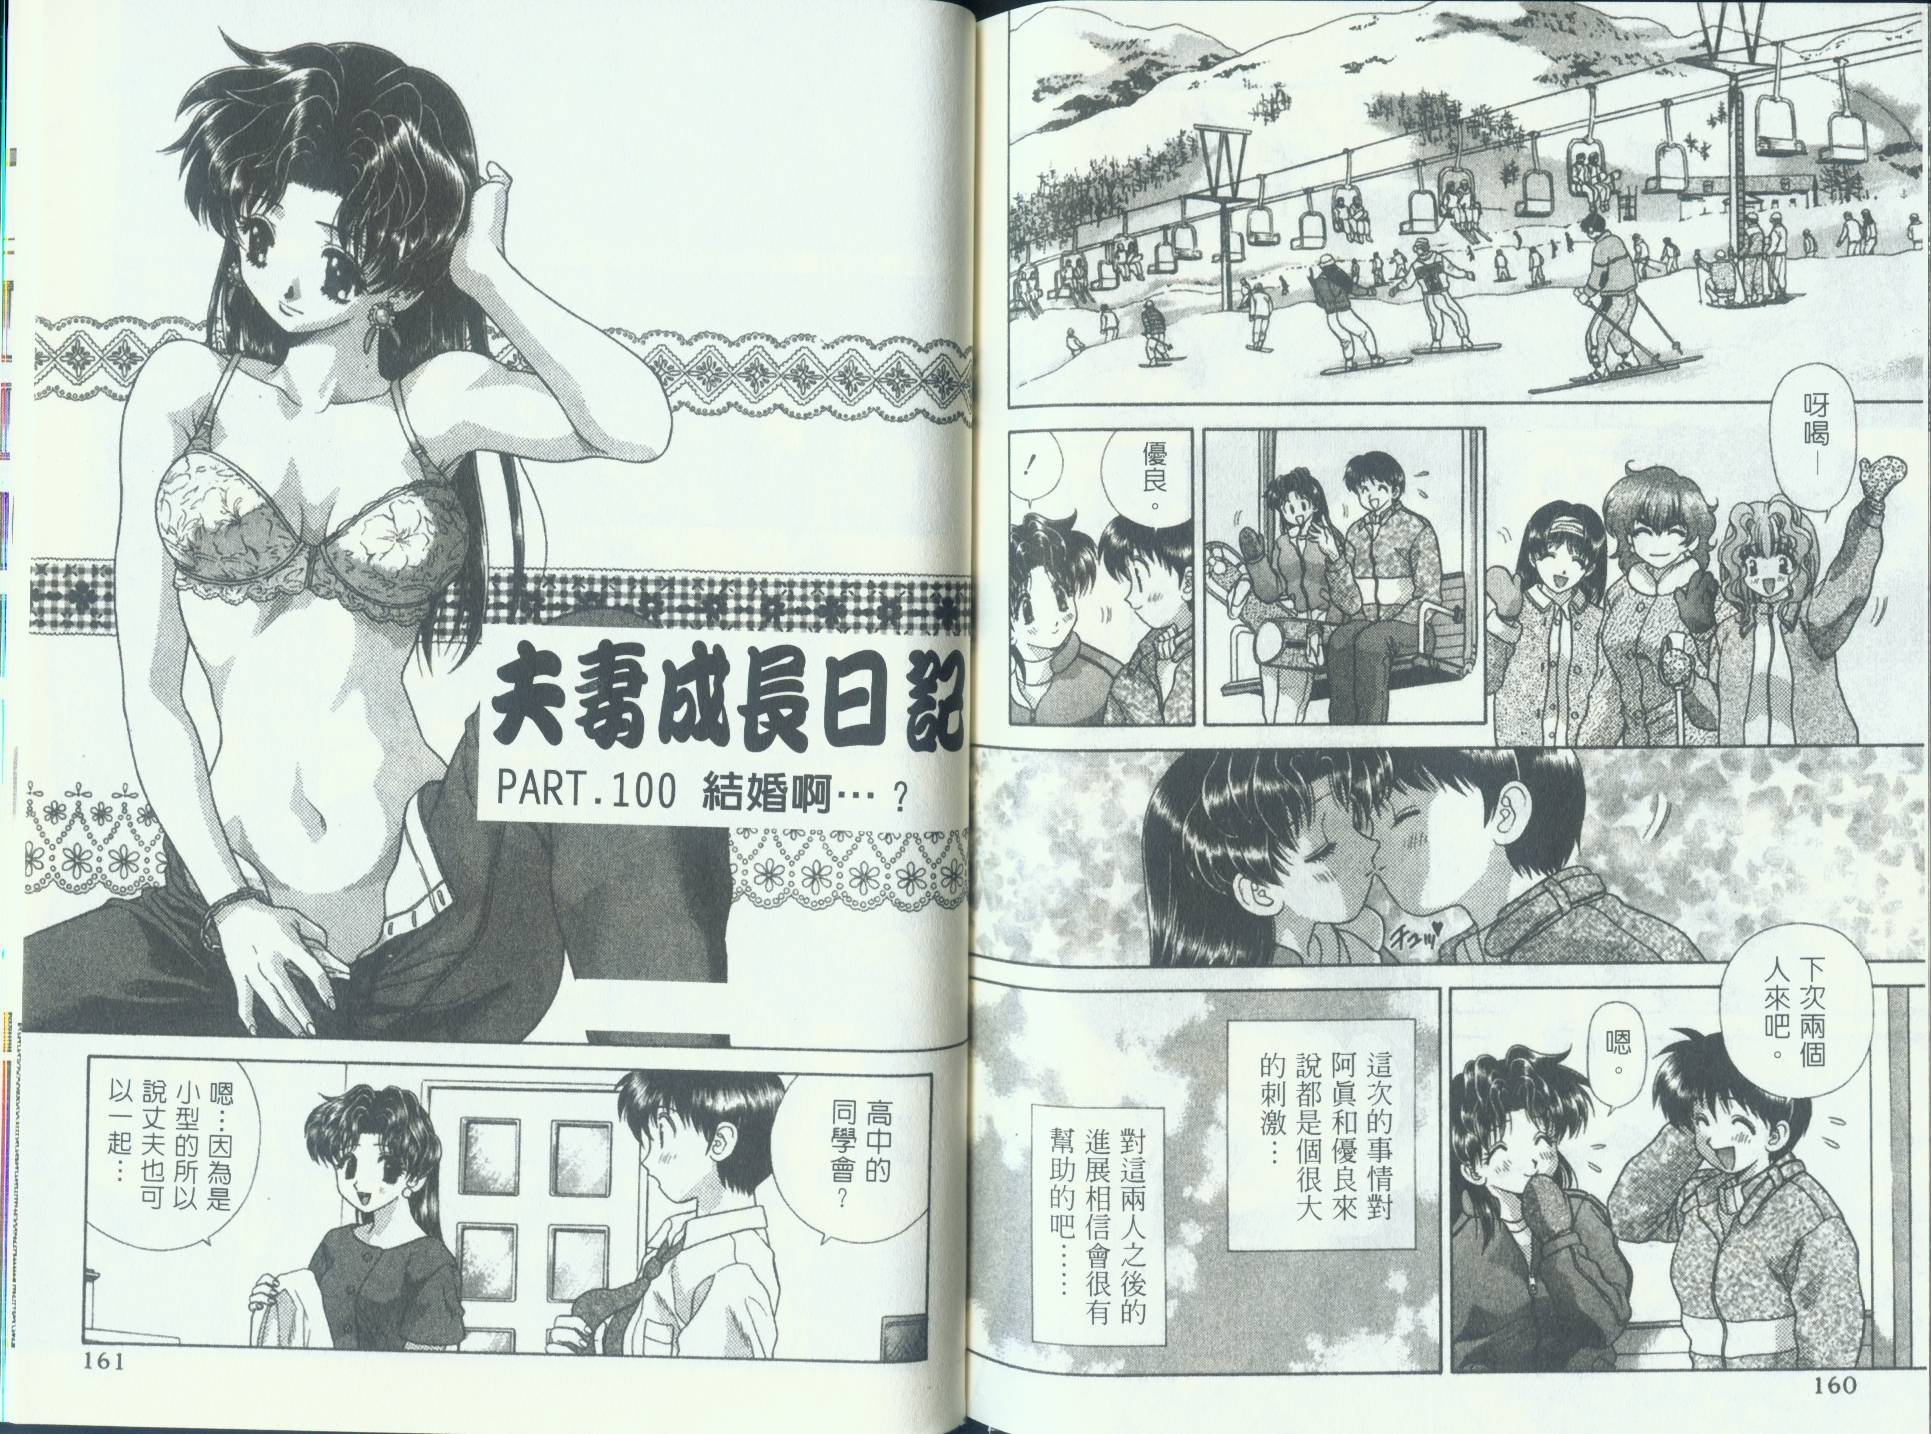 呀喝—
優良。
！
チュッ♥
下次兩個
人來吧。
嗯。
這次的事情對
阿眞和優良來
說都是個很大
的刺激…
對這兩人之後的
進展相信會很有
幫助的吧……
160
夫妻成長日記
PART.100 結婚啊…？
高中的
同學會？
嗯…因為是
小型的所以
說丈夫也可
以一起…
161